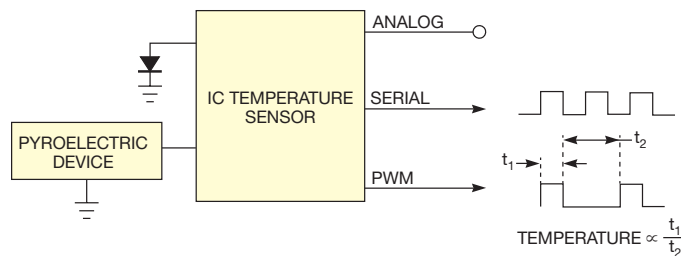 ANALOG
IC TEMPERATURE
SENSOR
SERIAL
PYROELECTRIC
DEVICE
PWM
t₁
t₂
TEMPERATURE ∝ t₁/t₂